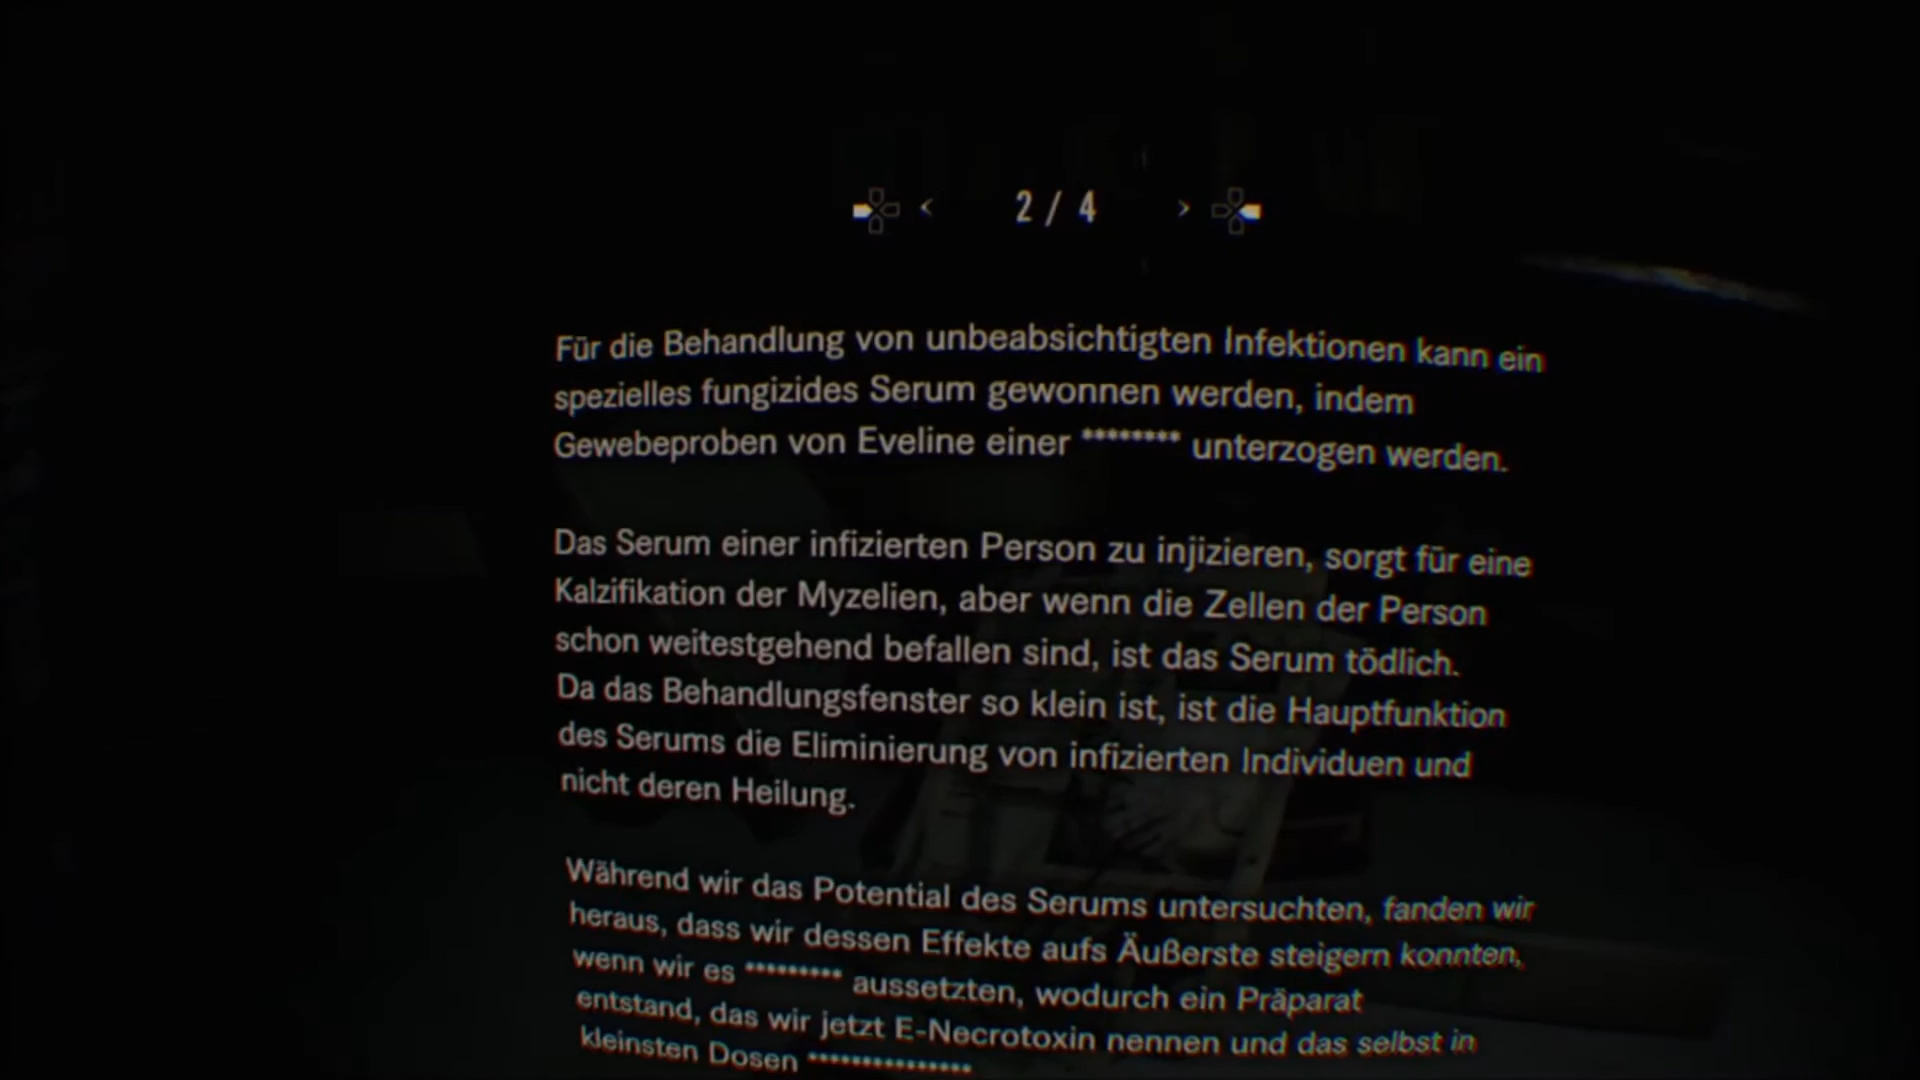 < 2 / 4 >
Für die Behandlung von unbeabsichtigten Infektionen kann ein
spezielles fungizides Serum gewonnen werden, indem
Gewebeproben von Eveline einer ******** unterzogen werden.
Das Serum einer infizierten Person zu injizieren, sorgt für eine
Kalzifikation der Myzelien, aber wenn die Zellen der Person
schon weitestgehend befallen sind, ist das Serum tödlich.
Da das Behandlungsfenster so klein ist, ist die Hauptfunktion
des Serums die Eliminierung von infizierten Individuen und
nicht deren Heilung.
Während wir das Potential des Serums untersuchten, fanden wir
heraus, dass wir dessen Effekte aufs Äußerste steigern konnten,
wenn wir es ********* aussetzten, wodurch ein Präparat
entstand, das wir jetzt E-Necrotoxin nennen und das selbst in
kleinsten Dosen ***************